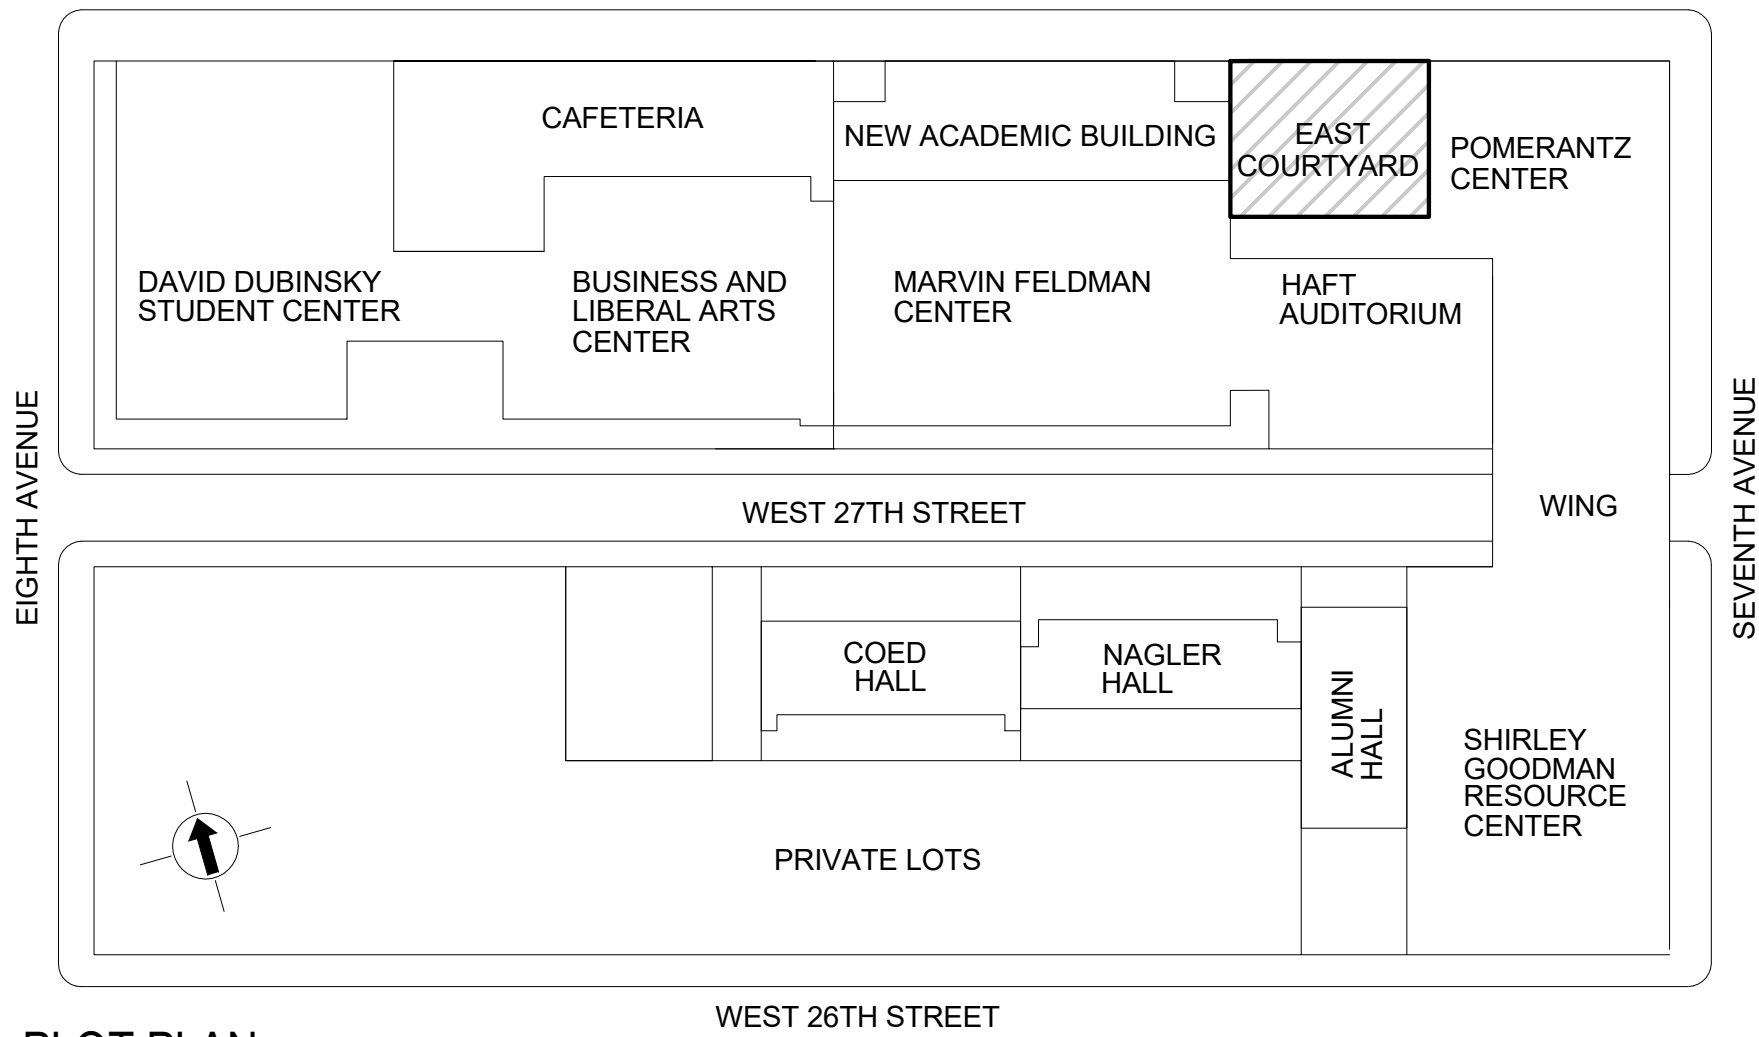 CAFETERIA
NEW ACADEMIC BUILDING
EAST
COURTYARD
POMERANTZ
CENTER
DAVID DUBINSKY
STUDENT CENTER
BUSINESS AND
LIBERAL ARTS
CENTER
MARVIN FELDMAN
CENTER
HAFT
AUDITORIUM
EIGHTH AVENUE
SEVENTH AVENUE
WEST 27TH STREET
WING
COED
HALL
NAGLER
HALL
ALUMNI
HALL
SHIRLEY
GOODMAN
RESOURCE
CENTER
PRIVATE LOTS
WEST 26TH STREET
PLOT PLAN